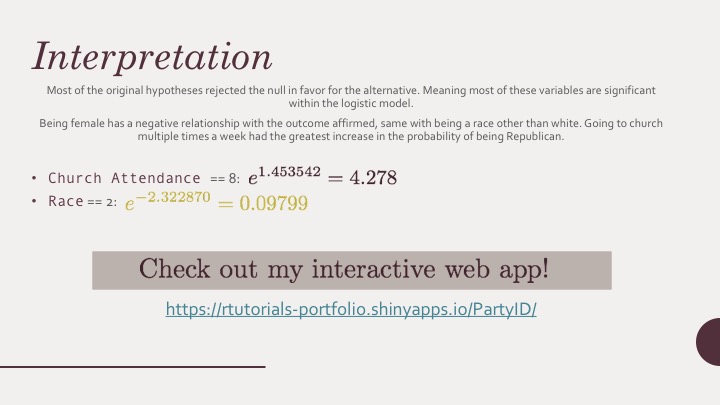 Interpretation
Most of the original hypotheses rejected the null in favor for the alternative. Meaning most of these variables are significant
within the logistic model.
Being female has a negative relationship with the outcome affirmed, same with being a race other than white. Going to church
multiple times a week had the greatest increase in the probability of being Republican.
• Church Attendance == 8: e^1.453542 = 4.278
• Race == 2: e^−2.322870 = 0.09799
Check out my interactive web app!
https://rtutorials-portfolio.shinyapps.io/PartyID/